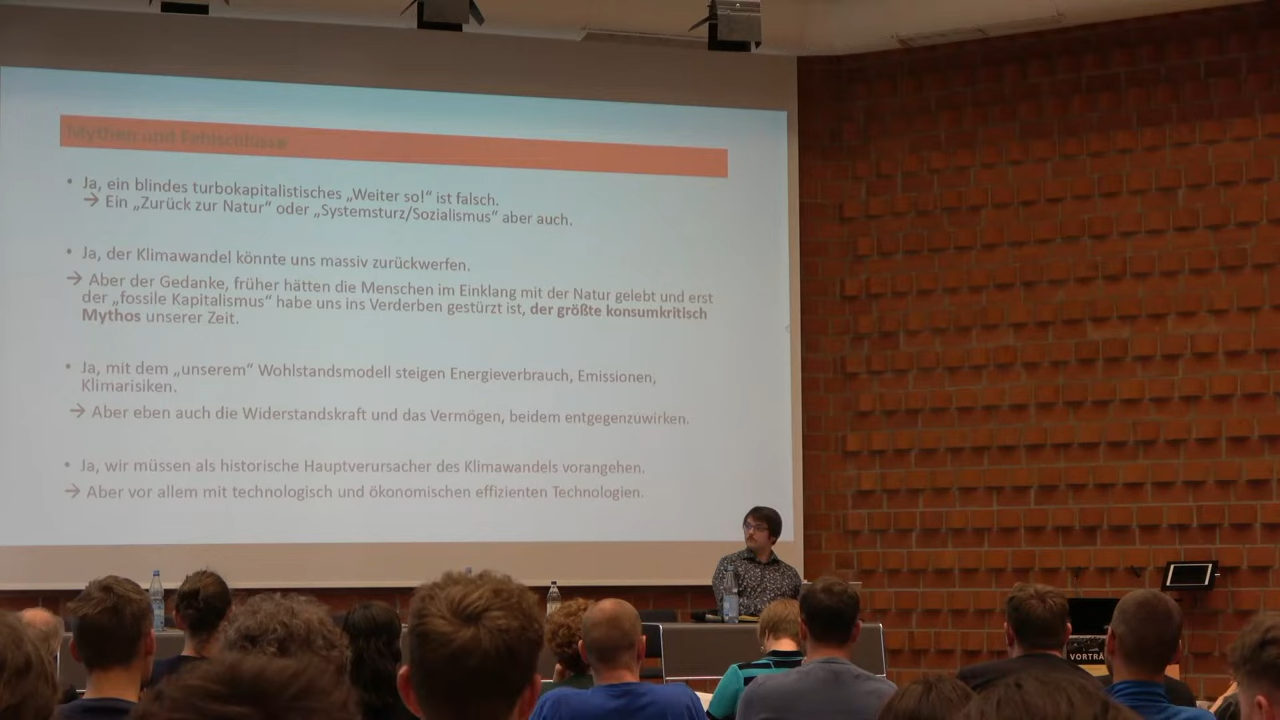 Mythen und Fehlschlüsse
• Ja, ein blindes turbokapitalistisches „Weiter so!“ ist falsch.
→ Ein „Zurück zur Natur“ oder „Systemsturz/Sozialismus“ aber auch.
• Ja, der Klimawandel könnte uns massiv zurückwerfen.
→ Aber der Gedanke, früher hätten die Menschen im Einklang mit der Natur gelebt und erst
der „fossile Kapitalismus“ habe uns ins Verderben gestürzt ist, der größte konsumkritisch
Mythos unserer Zeit.
• Ja, mit dem „unserem“ Wohlstandsmodell steigen Energieverbrauch, Emissionen,
Klimarisiken.
→ Aber eben auch die Widerstandskraft und das Vermögen, beidem entgegenzuwirken.
• Ja, wir müssen als historische Hauptverursacher des Klimawandels vorangehen.
→ Aber vor allem mit technologisch und ökonomischen effizienten Technologien.